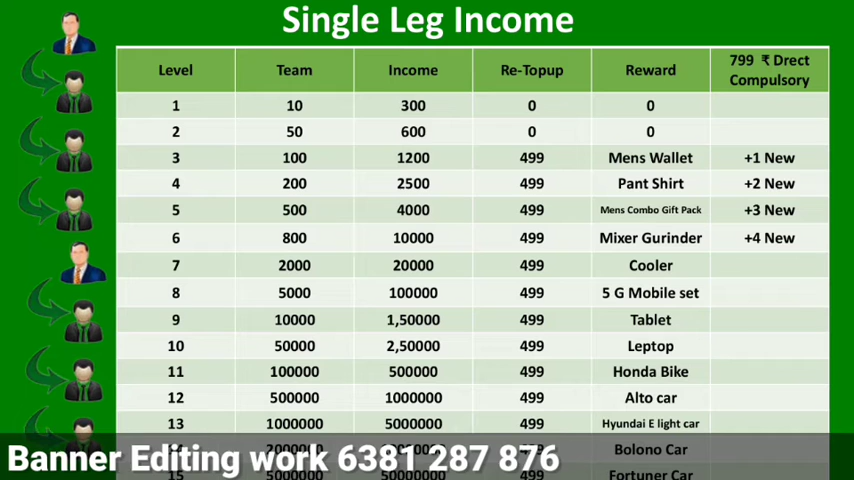 Single Leg Income
Level Team Income Re-Topup Reward 799 ₹ Drect Compulsory
1 10 300 0 0
2 50 600 0 0
3 100 1200 499 Mens Wallet +1 New
4 200 2500 499 Pant Shirt +2 New
5 500 4000 499 Mens Combo Gift Pack +3 New
6 800 10000 499 Mixer Gurinder +4 New
7 2000 20000 499 Cooler
8 5000 100000 499 5 G Mobile set
9 10000 1,50000 499 Tablet
10 50000 2,50000 499 Leptop
11 100000 500000 499 Honda Bike
12 500000 1000000 499 Alto car
13 1000000 5000000 499 Hyundai E light car
Bolono Car
Fortuner Car
Banner Editing work 6381 287 876